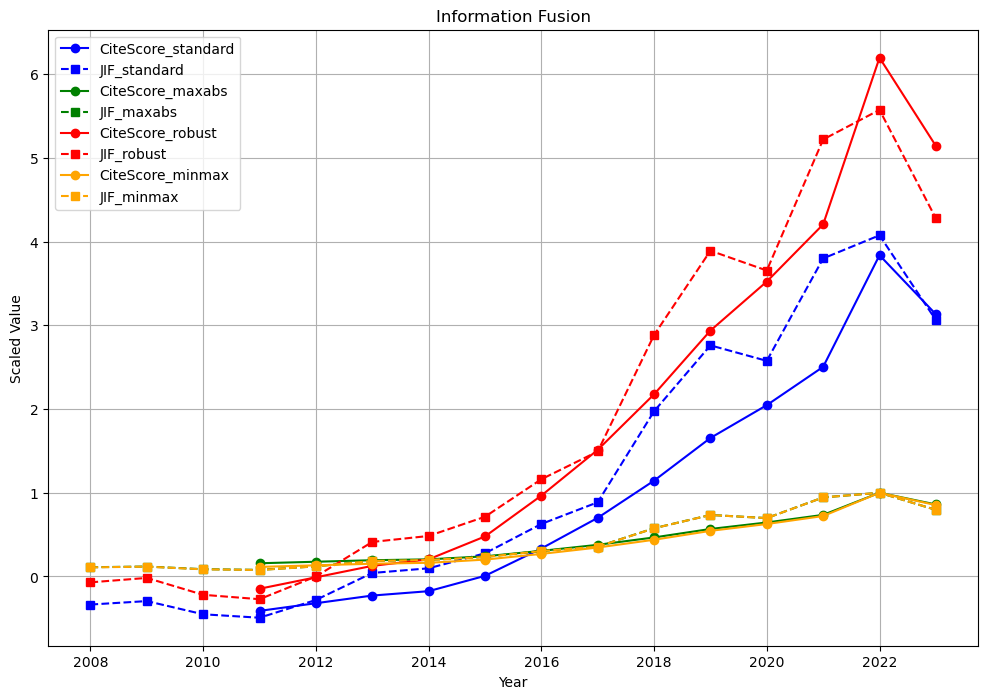 Information Fusion
CiteScore_standard
JIF_standard
CiteScore_maxabs
JIF_maxabs
CiteScore_robust
JIF_robust
CiteScore_minmax
JIF_minmax
Scaled Value
6
5
4
3
2
1
0
2008 2010 2012 2014 2016 2018 2020 2022
Year